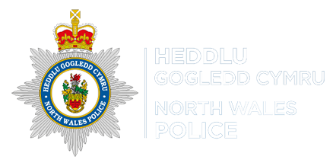 HEDDLU GOGLEDD CYMRU
NORTH WALES POLICE
HEDDLU
GOGLEDD CYMRU
NORTH WALES
POLICE